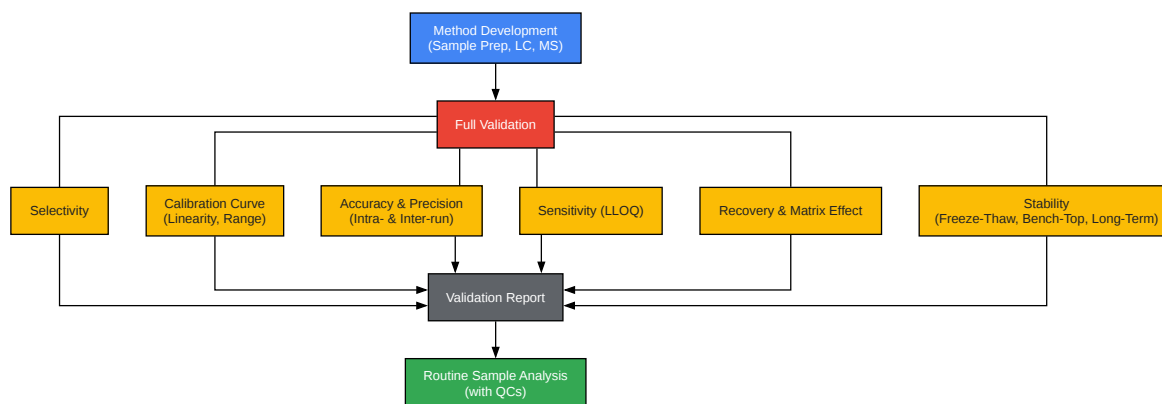 Method Development
(Sample Prep, LC, MS)
Full Validation
Selectivity
Calibration Curve
(Linearity, Range)
Accuracy & Precision
(Intra- & Inter-run)
Sensitivity (LLOQ)
Recovery & Matrix Effect
Stability
(Freeze-Thaw, Bench-Top, Long-Term)
Validation Report
Routine Sample Analysis
(with QCs)